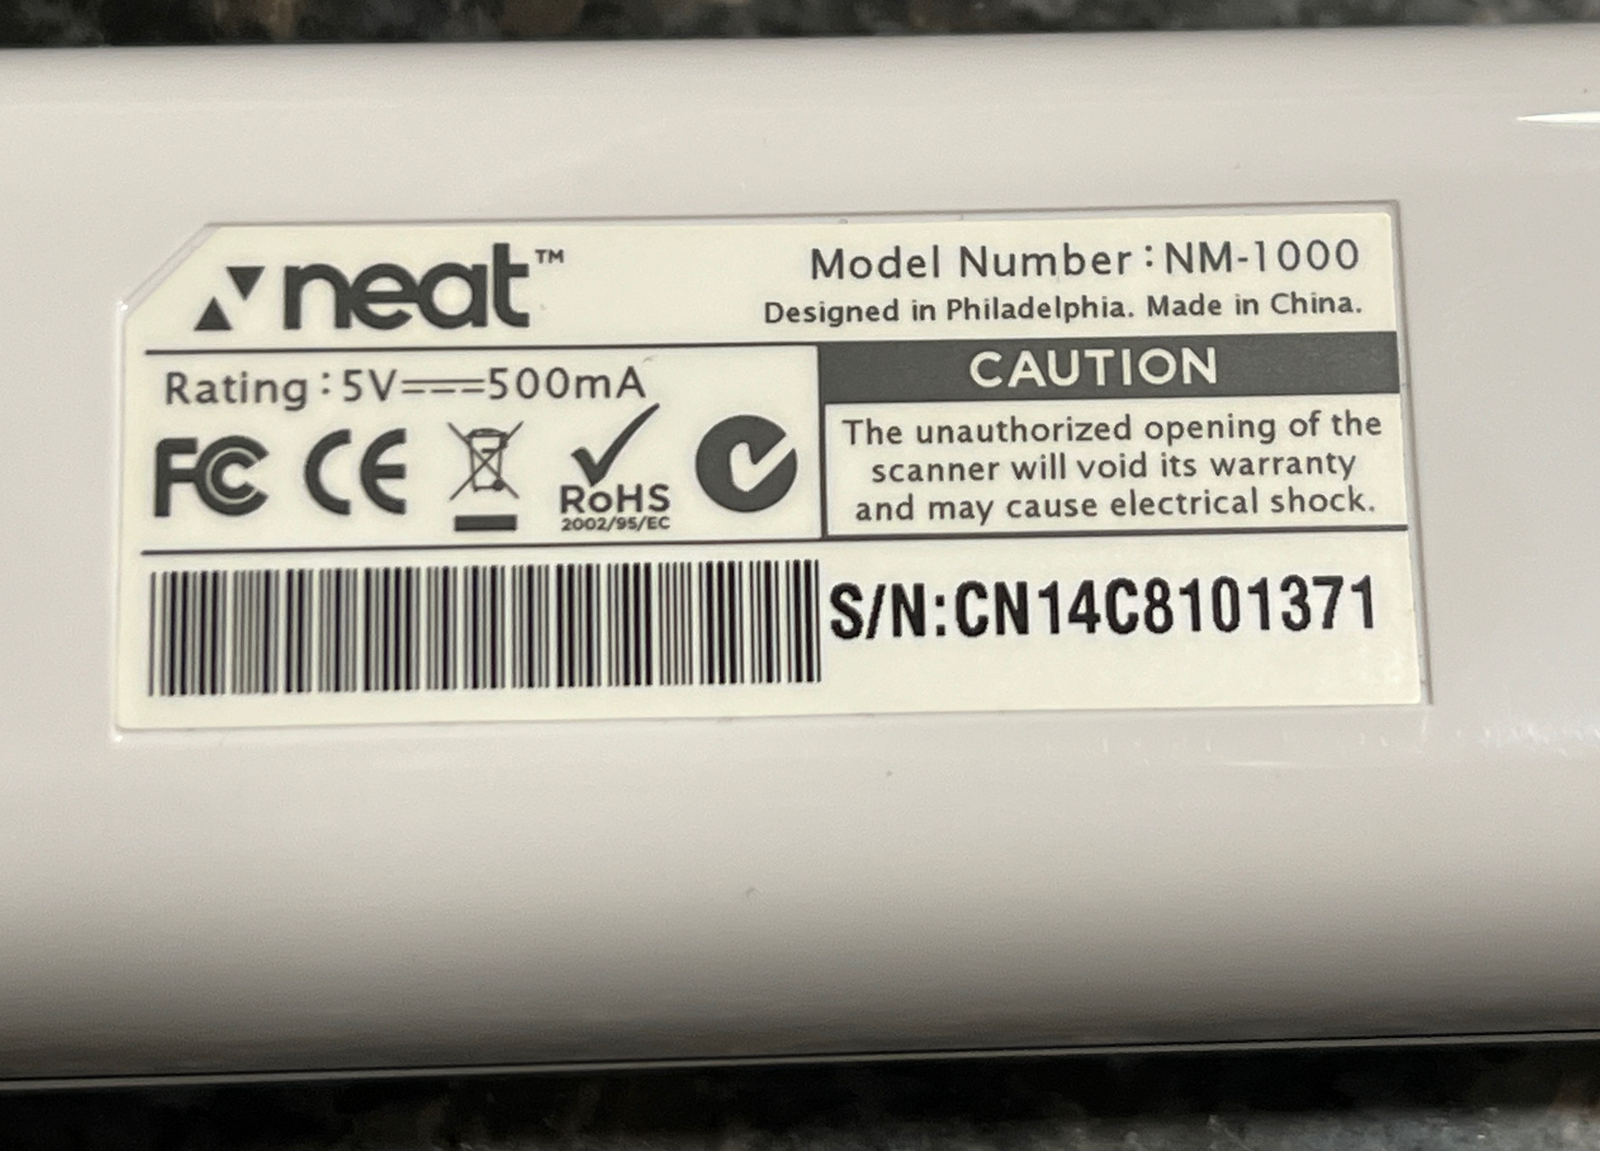 neat™
Model Number : NM-1000
Designed in Philadelphia. Made in China.
Rating : 5V⎓500mA
FC CE
RoHS
2002/95/EC
CAUTION
The unauthorized opening of the
scanner will void its warranty
and may cause electrical shock.
S/N:CN14C8101371